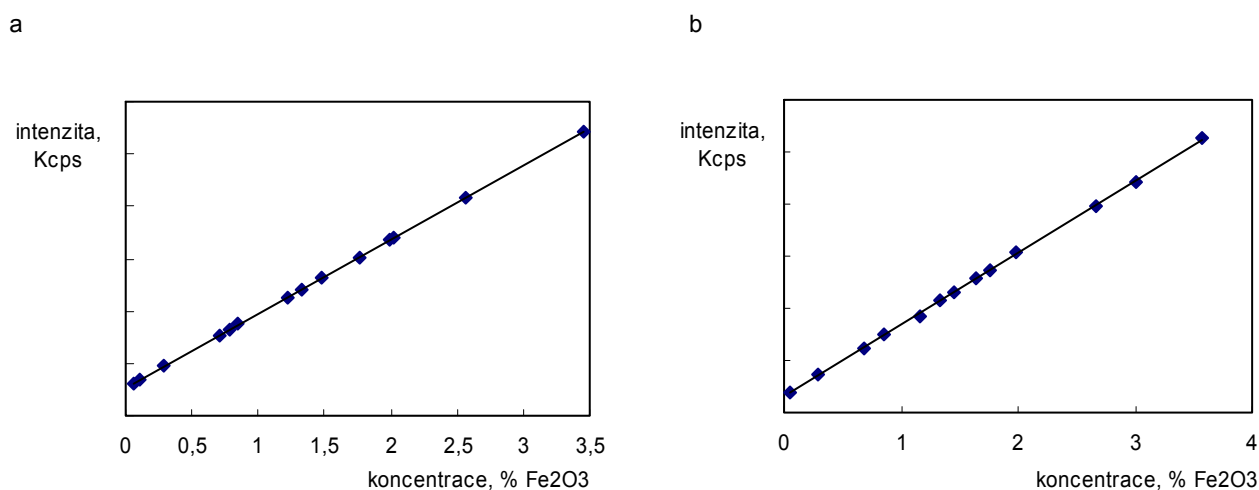 a
b
intenzita,
Kcps
0 0,5 1 1,5 2 2,5 3 3,5
koncentrace, % Fe2O3
intenzita,
Kcps
0 1 2 3 4
koncentrace, % Fe2O3